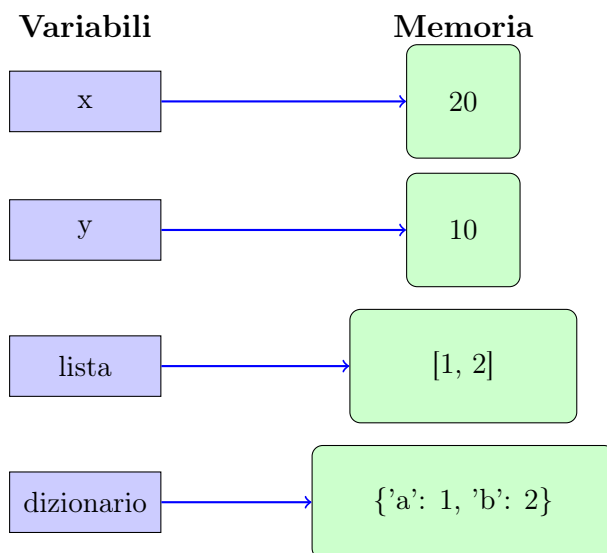 Variabili Memoria
x 20
y 10
lista [1, 2]
dizionario {'a': 1, 'b': 2}